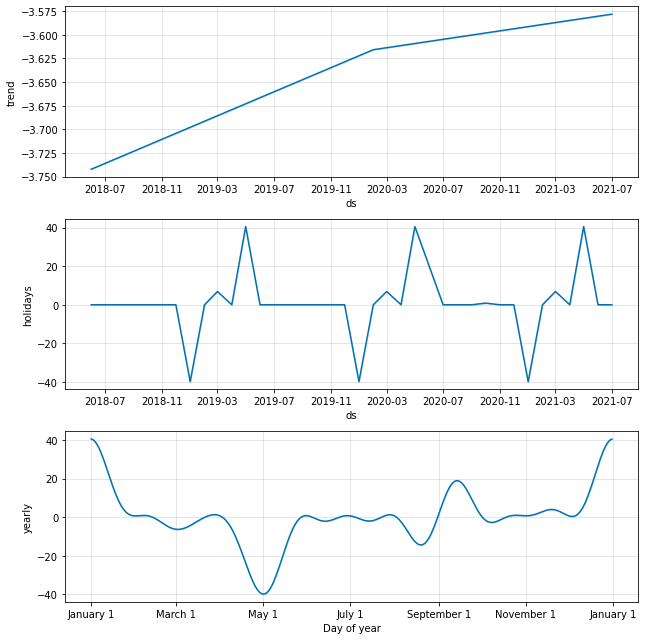 −3.575
−3.600
−3.625
−3.650
−3.675
−3.700
−3.725
−3.750
trend
2018-07 2018-11 2019-03 2019-07 2019-11 2020-03 2020-07 2020-11 2021-03 2021-07
ds
40
20
0
−20
−40
holidays
2018-07 2018-11 2019-03 2019-07 2019-11 2020-03 2020-07 2020-11 2021-03 2021-07
ds
40
20
0
−20
−40
yearly
January 1 March 1 May 1 July 1 September 1 November 1 January 1
Day of year